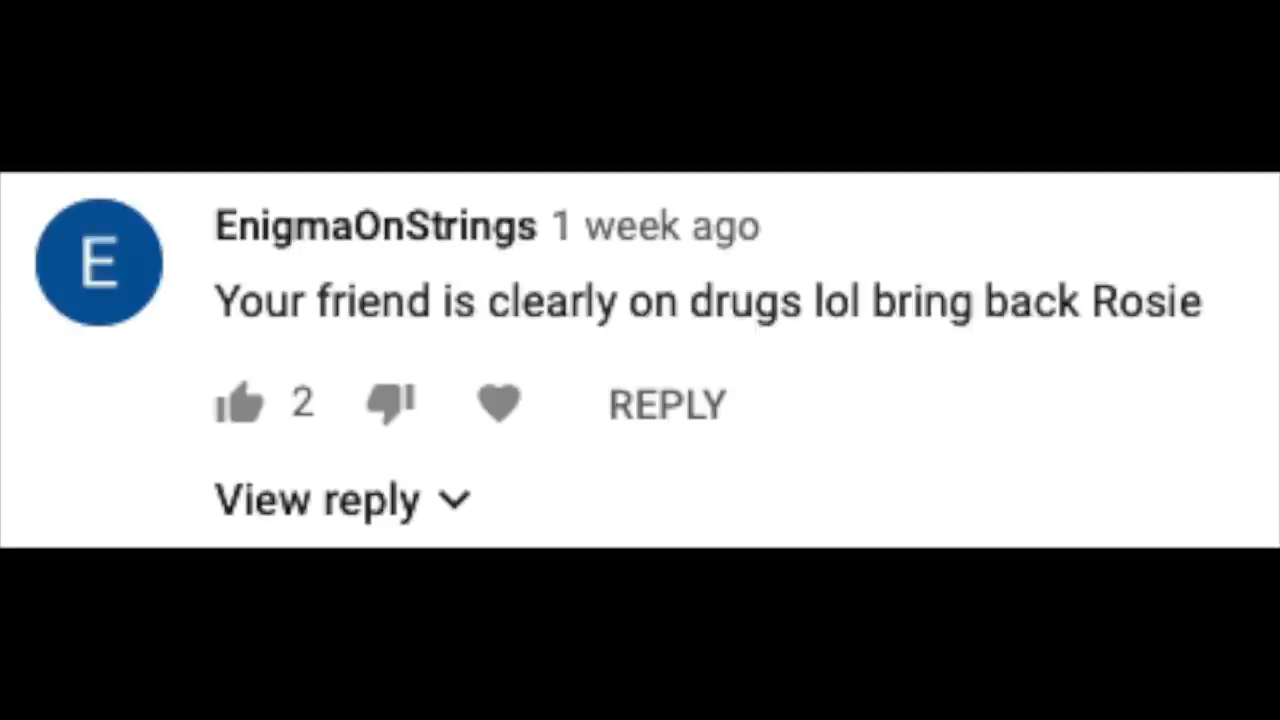 E
EnigmaOnStrings 1 week ago
Your friend is clearly on drugs lol bring back Rosie
2
REPLY
View reply